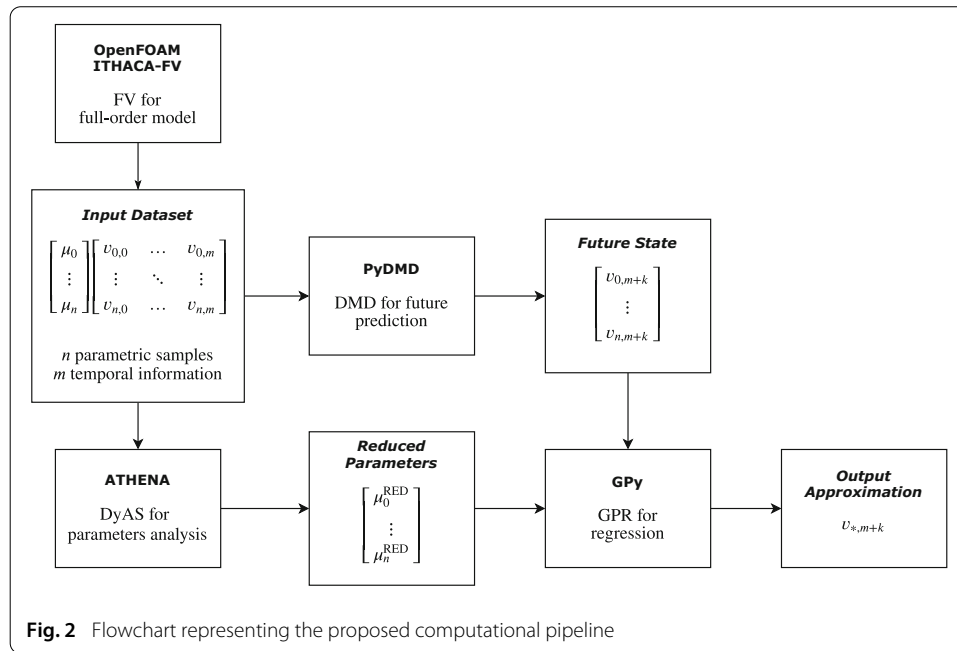 OpenFOAM
ITHACA-FV
FV for
full-order model
Input Dataset
μ₀ v₀,₀ … v₀,ₘ
⋮ ⋮ ⋱ ⋮
μₙ vₙ,₀ … vₙ,ₘ
n parametric samples
m temporal information
PyDMD
DMD for future
prediction
Future State
v₀,ₘ₊ₖ
⋮
vₙ,ₘ₊ₖ
ATHENA
DyAS for
parameters analysis
Reduced
Parameters
μ₀ᴿᴱᴰ
⋮
μₙᴿᴱᴰ
GPy
GPR for
regression
Output
Approximation
v∗,ₘ₊ₖ
Fig. 2 Flowchart representing the proposed computational pipeline